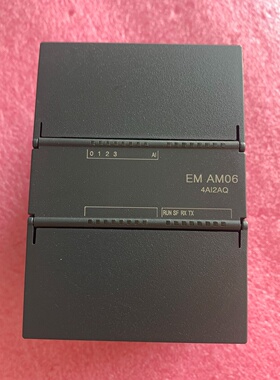 0 1 2 3 AI
EM AM06
4AI2AQ
RUN SF RX TX